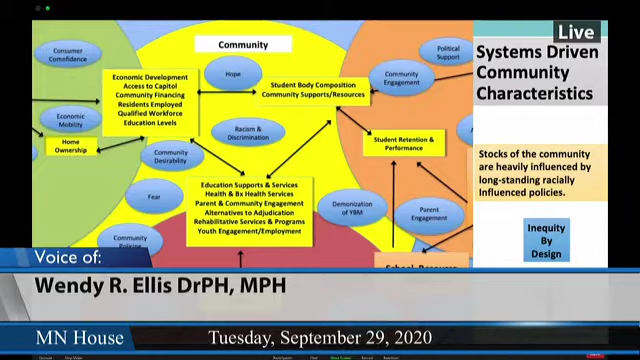 Live
Consumer
Comfidence
Community
Political
Support
Systems Driven
Community
Characteristics
Economic Development
Access to Capitol
Community Financing
Residents Employed
Qualified Workforce
Education Levels
Hope
Student Body Composition
Community Supports/Resources
Community
Engagement
Economic
Mobility
Home
Ownership
Racism &
Discrimination
Student Retention &
Performance
Community
Desirability
Stocks of the community
are heavily influenced by
long-standing racially
Influenced policies.
Fear
Education Supports & Services
Health & Bx Health Services
Parent & Community Engagement
Alternatives to Adjudication
Rehabilitative Services & Programs
Youth Engagement/Employment
Demonization
of YBM
Parent
Engagement
Inequity
By
Design
Community
Policing
School Resource
Voice of:
Wendy R. Ellis DrPH, MPH
MN House
Tuesday, September 29, 2020